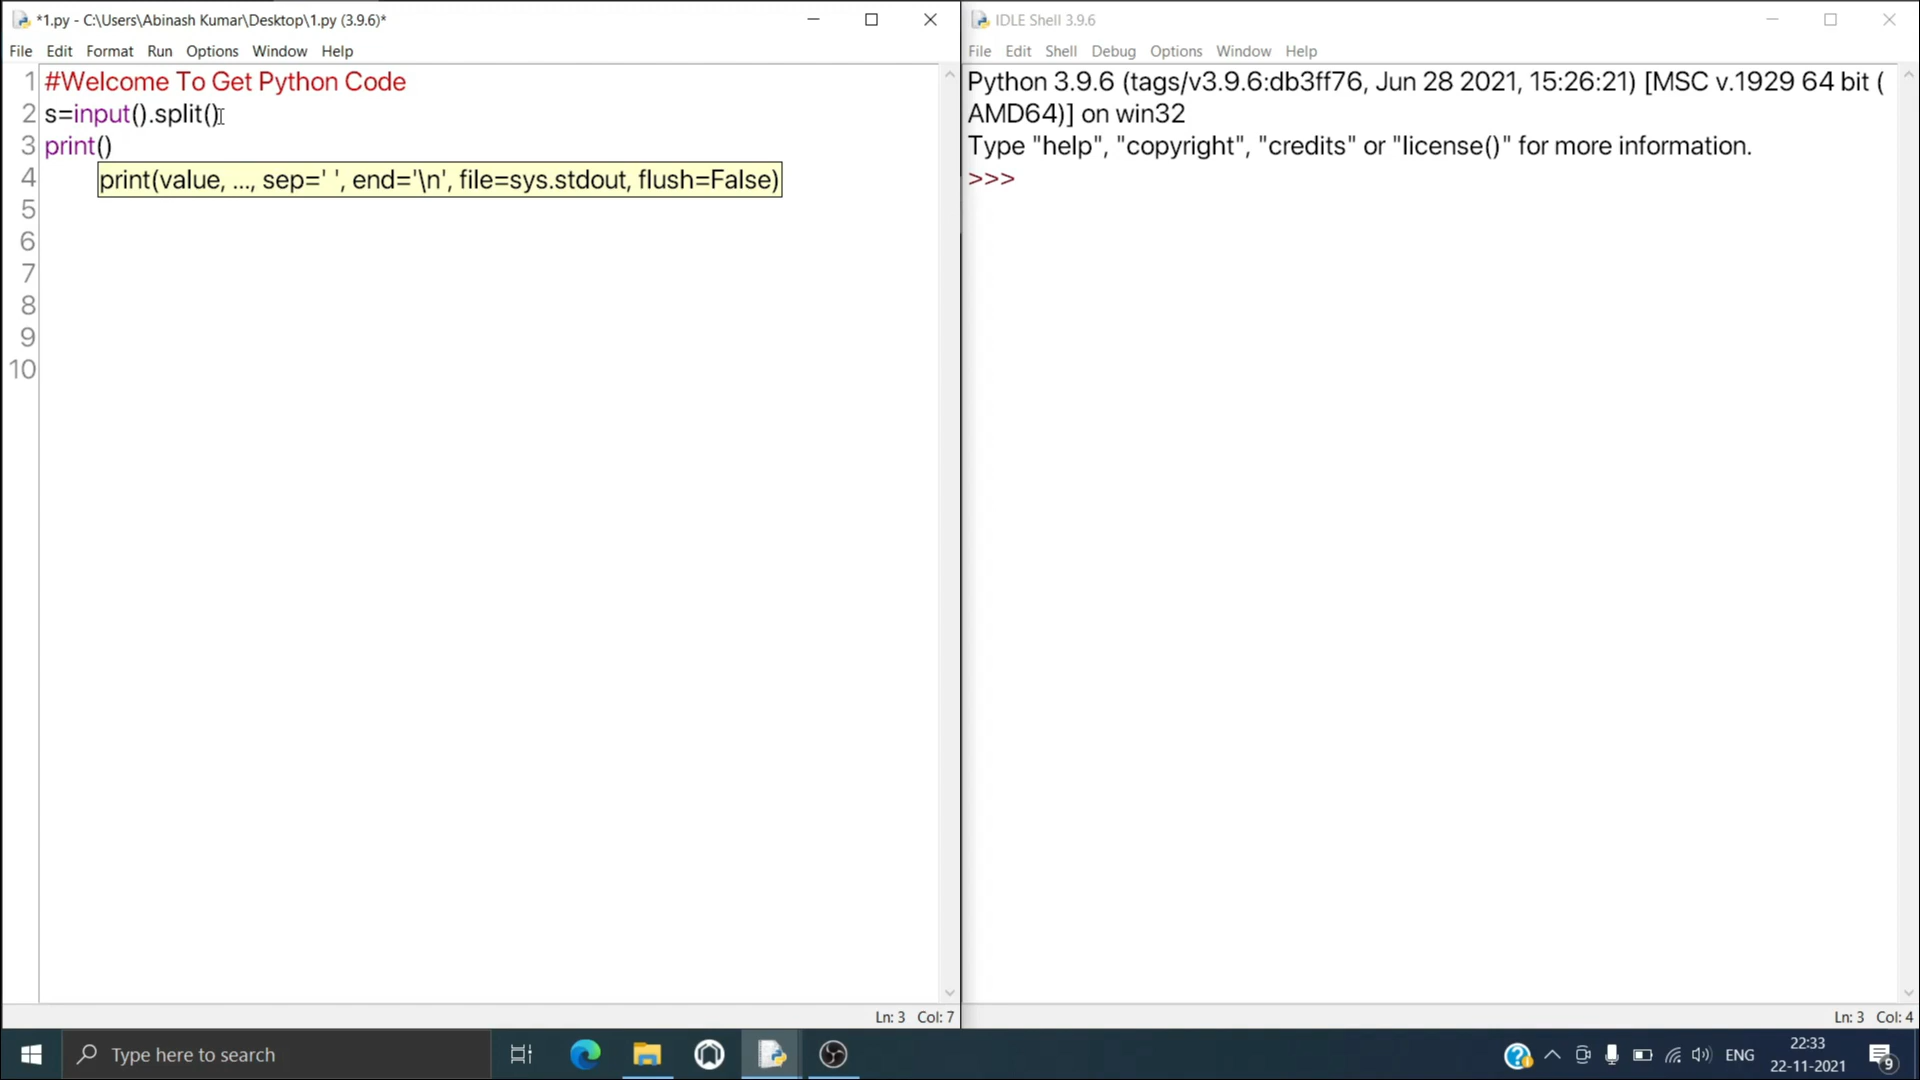 *1.py - C:\Users\Abinash Kumar\Desktop\1.py (3.9.6)*
File Edit Format Run Options Window Help
1 #Welcome To Get Python Code
2 s=input().split()
3 print()
4 print(value, ..., sep=' ', end='\n', file=sys.stdout, flush=False)
5
6
7
8
9
10
Ln: 3 Col: 7
IDLE Shell 3.9.6
File Edit Shell Debug Options Window Help
Python 3.9.6 (tags/v3.9.6:db3ff76, Jun 28 2021, 15:26:21) [MSC v.1929 64 bit (
AMD64)] on win32
Type "help", "copyright", "credits" or "license()" for more information.
>>>
Ln: 3 Col: 4
Type here to search
ENG
22:33
22-11-2021
9